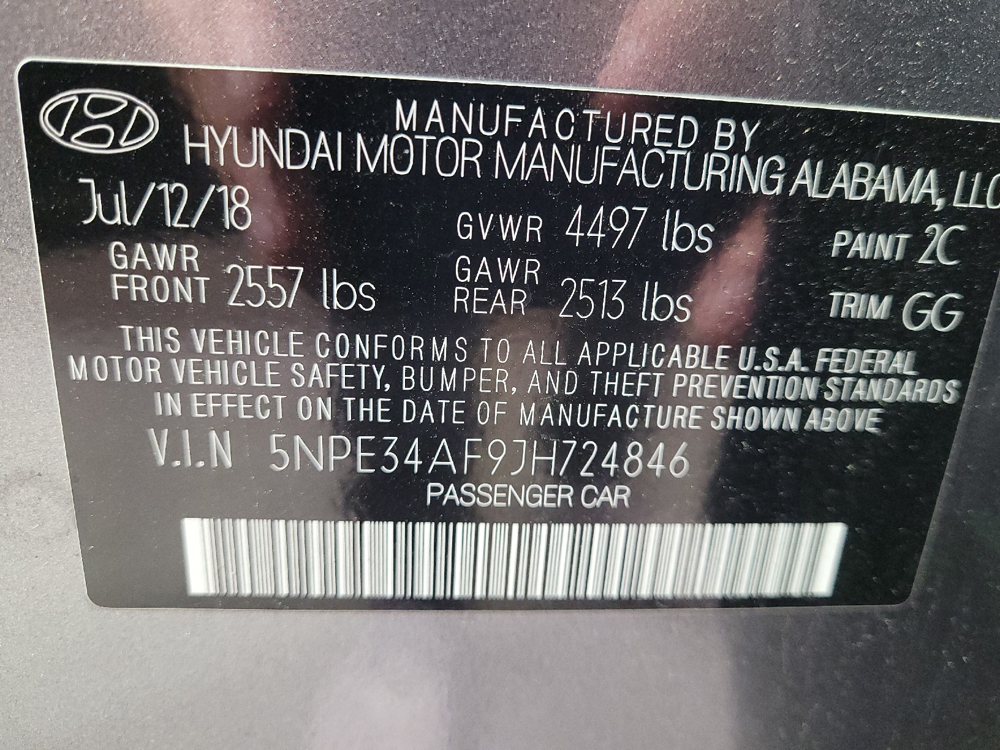 MANUFACTURED BY
HYUNDAI MOTOR MANUFACTURING ALABAMA, LLC
Jul/12/18
GVWR 4497 lbs
PAINT 2C
GAWR
FRONT 2557 lbs
GAWR
REAR 2513 lbs
TRIM GG
THIS VEHICLE CONFORMS TO ALL APPLICABLE U.S.A. FEDERAL
MOTOR VEHICLE SAFETY, BUMPER, AND THEFT PREVENTION STANDARDS
IN EFFECT ON THE DATE OF MANUFACTURE SHOWN ABOVE
V.I.N 5NPE34AF9JH724846
PASSENGER CAR